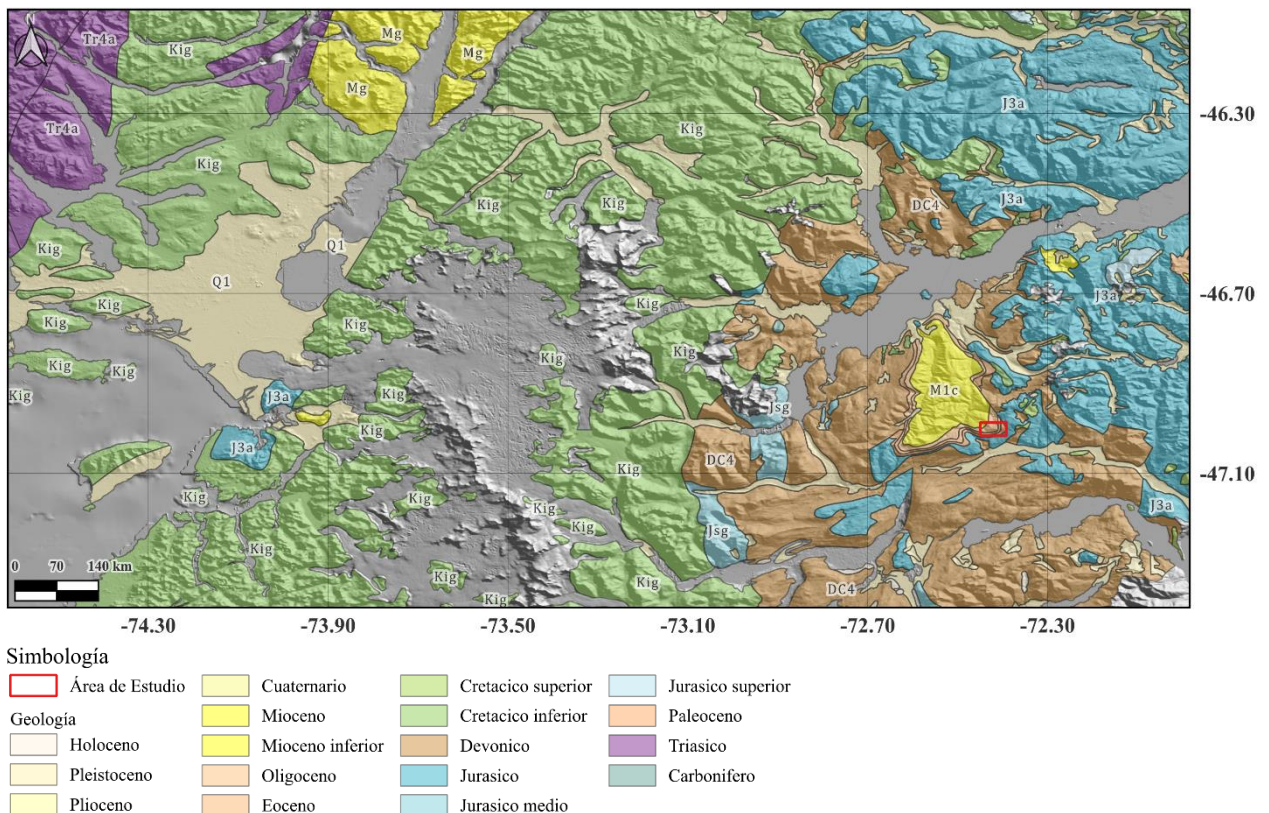 Tr4a
Kig
Mg
Mg
Mg
Tr4a
Kig
Kig
J3a
-46.30
Kig
Kig
DC4
J3a
Kig
Q1
Q1
Kig
Kig
Kig
Kig
Kig
J3a
-46.70
Kig
Kig
Kig
Kig
Kig
M1c
Kig
J3a
Kig
Kig
Jsg
J3a
Kig
DC4
-47.10
Kig
Kig
Kig
Jsg
J3a
Kig
Kig
Kig
Kig
DC4
0 70 140 km
-74.30 -73.90 -73.50 -73.10 -72.70 -72.30
Simbología
Área de Estudio
Geología
Holoceno
Pleistoceno
Plioceno
Cuaternario
Mioceno
Mioceno inferior
Oligoceno
Eoceno
Cretacico superior
Cretacico inferior
Devonico
Jurasico
Jurasico medio
Jurasico superior
Paleoceno
Triasico
Carbonifero